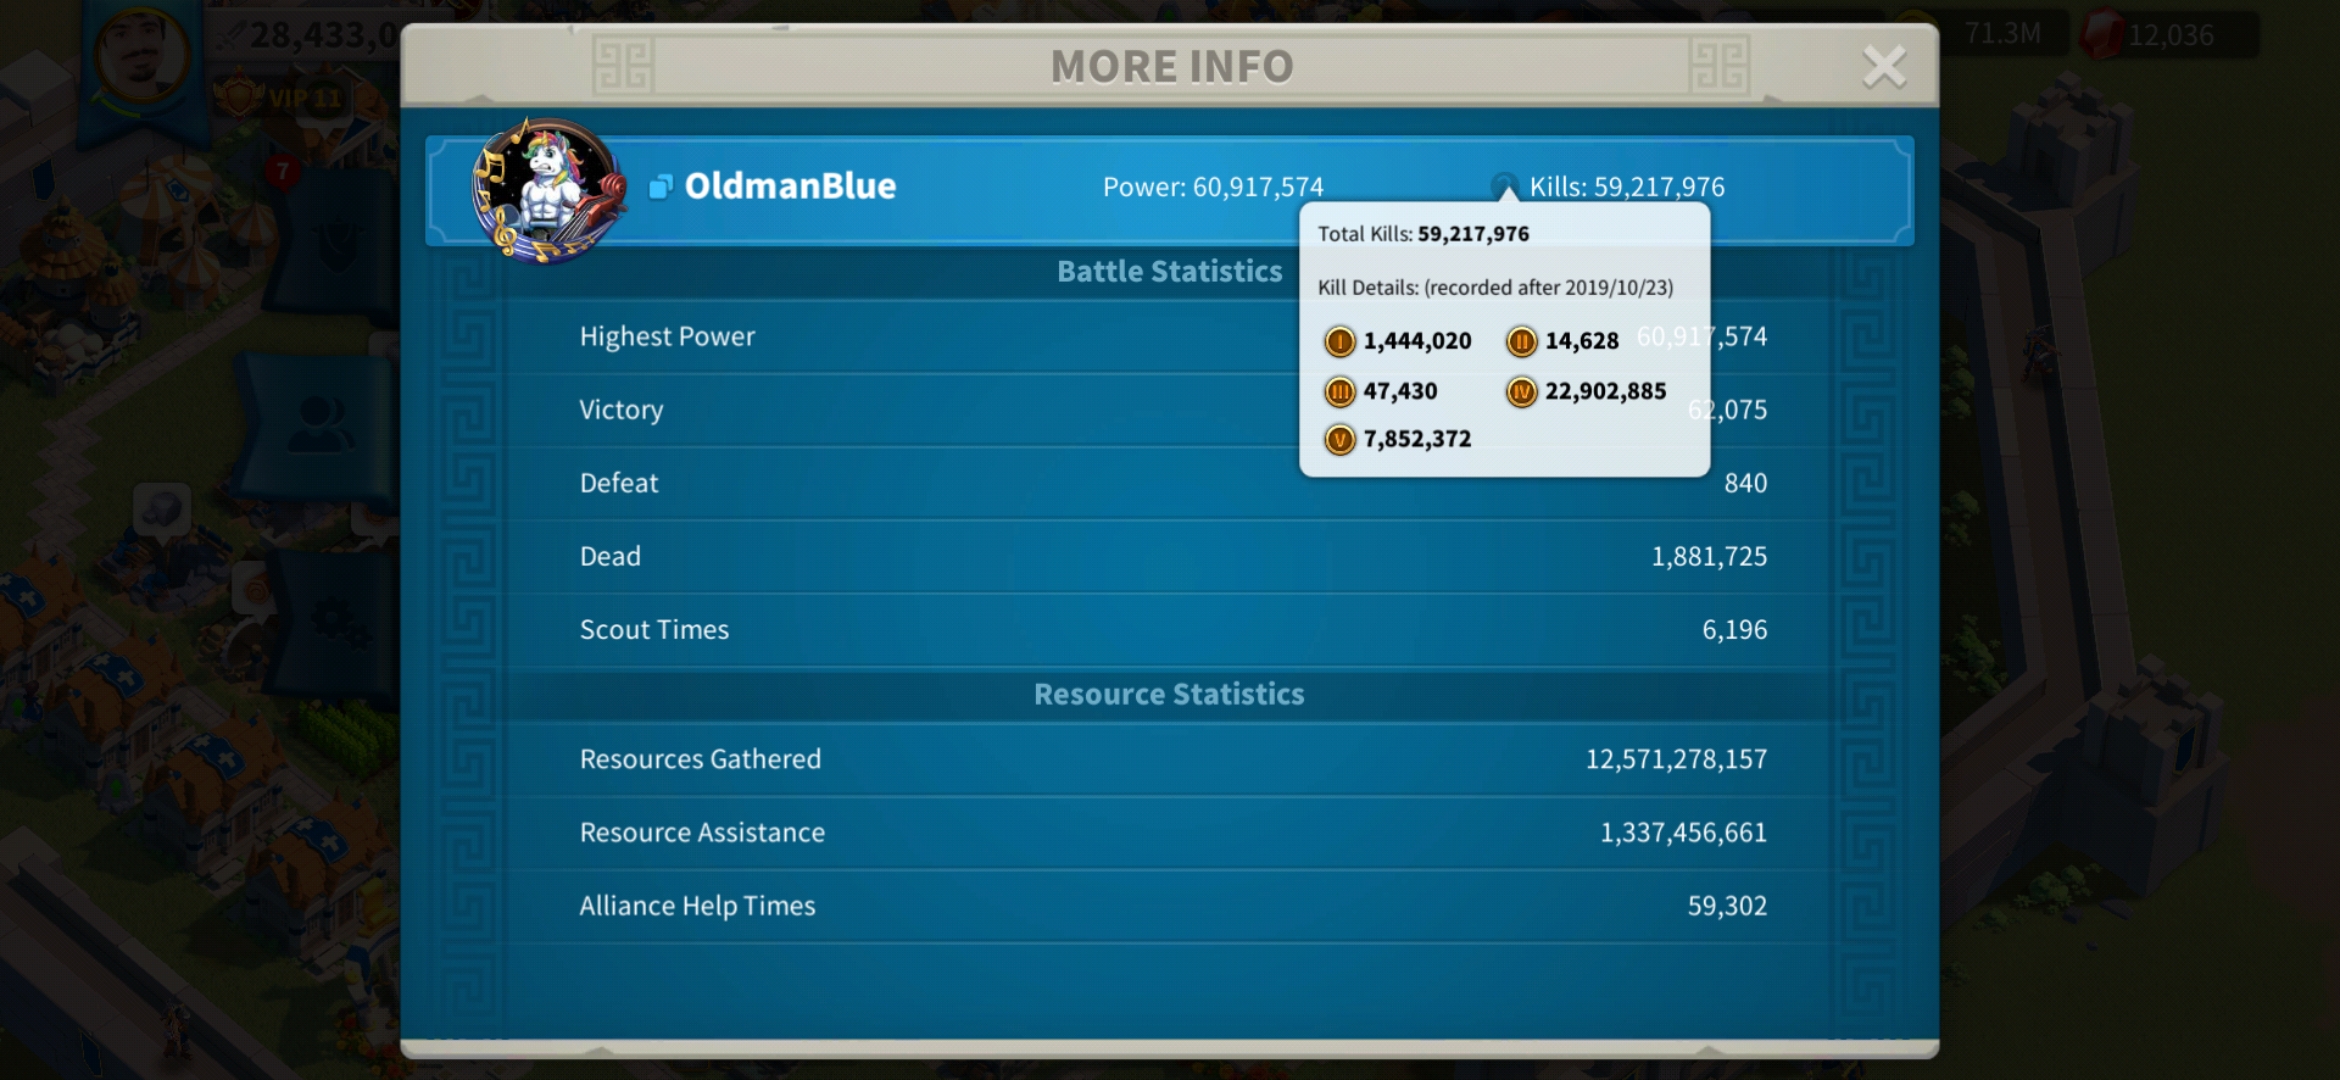 28,433,0
MORE INFO
71.3M
12,036
VIP 11
7
OldmanBlue
Power: 60,917,574
Kills: 59,217,976
Total Kills: 59,217,976
Kill Details: (recorded after 2019/10/23)
I 1,444,020 II 14,628
III 47,430 IV 22,902,885
V 7,852,372
Battle Statistics
Highest Power 60,917,574
Victory 62,075
Defeat 840
Dead 1,881,725
Scout Times 6,196
Resource Statistics
Resources Gathered 12,571,278,157
Resource Assistance 1,337,456,661
Alliance Help Times 59,302